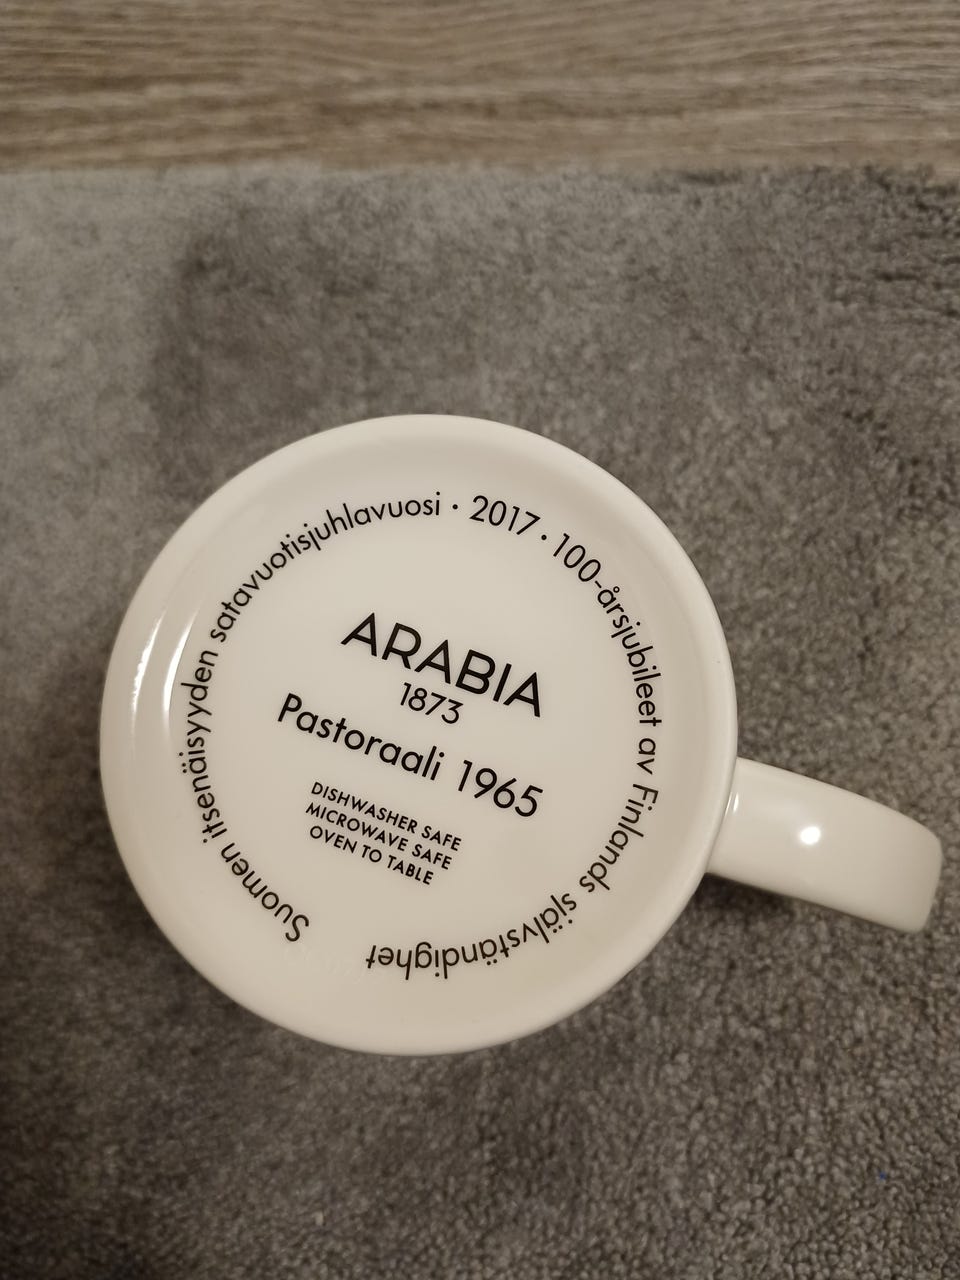 Suomen itsenäisyyden satavuotisjuhlavuosi · 2017 · 100-årsjubileet av Finlands självständighet
ARABIA
1873
Pastoraali 1965
DISHWASHER SAFE
MICROWAVE SAFE
OVEN TO TABLE